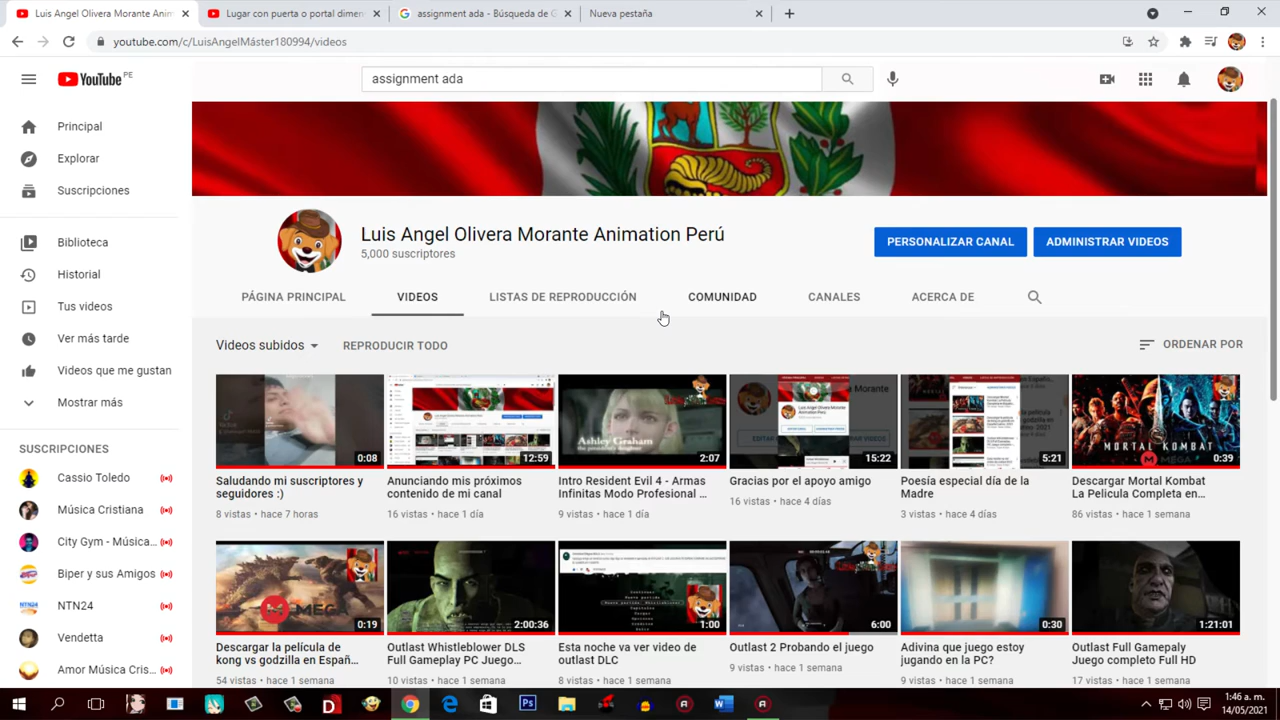 Luis Angel Olivera Morante Anim
Lugar con puerta o portal dimen
assignment ada - Búsqueda de G
Nueva pestaña
youtube.com/c/LuisAngelMáster180994/videos
YouTube PE
assignment ada
Principal
Explorar
Suscripciones
Biblioteca
Historial
Tus videos
Ver más tarde
Videos que me gustan
Mostrar más
SUSCRIPCIONES
Cassio Toledo
Música Cristiana
City Gym - Música...
Biper y sus Amigos
NTN24
Vendetta
Amor Música Cris...
Luis Angel Olivera Morante Animation Perú
5,000 suscriptores
PERSONALIZAR CANAL
ADMINISTRAR VIDEOS
PÁGINA PRINCIPAL
VIDEOS
LISTAS DE REPRODUCCIÓN
COMUNIDAD
CANALES
ACERCA DE
Videos subidos
REPRODUCIR TODO
ORDENAR POR
0:08
Saludando mi suscriptores y
seguidores :)
8 vistas • hace 7 horas
12:59
Anunciando mis próximos
contenido de mi canal
16 vistas • hace 1 día
Ashley Graham
2:07
Intro Resident Evil 4 - Armas
Infinitas Modo Profesional ...
9 vistas • hace 1 día
15:22
Gracias por el apoyo amigo
16 vistas • hace 4 días
5:21
Poesía especial día de la
Madre
3 vistas • hace 4 días
MORTAL KOMBAT
0:39
Descargar Mortal Kombat
La Pelicula Completa en...
86 vistas • hace 1 semana
0:19
Descargar la película de
kong vs godzilla en Españ...
54 vistas • hace 1 semana
2:00:36
Outlast Whistleblower DLS
Full Gameplay PC Juego...
10 vistas • hace 1 semana
1:00
Esta noche va ver video de
outlast DLC
9 vistas • hace 1 semana
6:00
Outlast 2 Probando el juego
9 vistas • hace 1 semana
0:30
Adivina que juego estoy
jugando en la PC?
9 vistas • hace 1 semana
1:21:01
Outlast Full Gamepaly
Juego completo Full HD
17 vistas • hace 1 semana
1:46 a. m.
14/05/2021